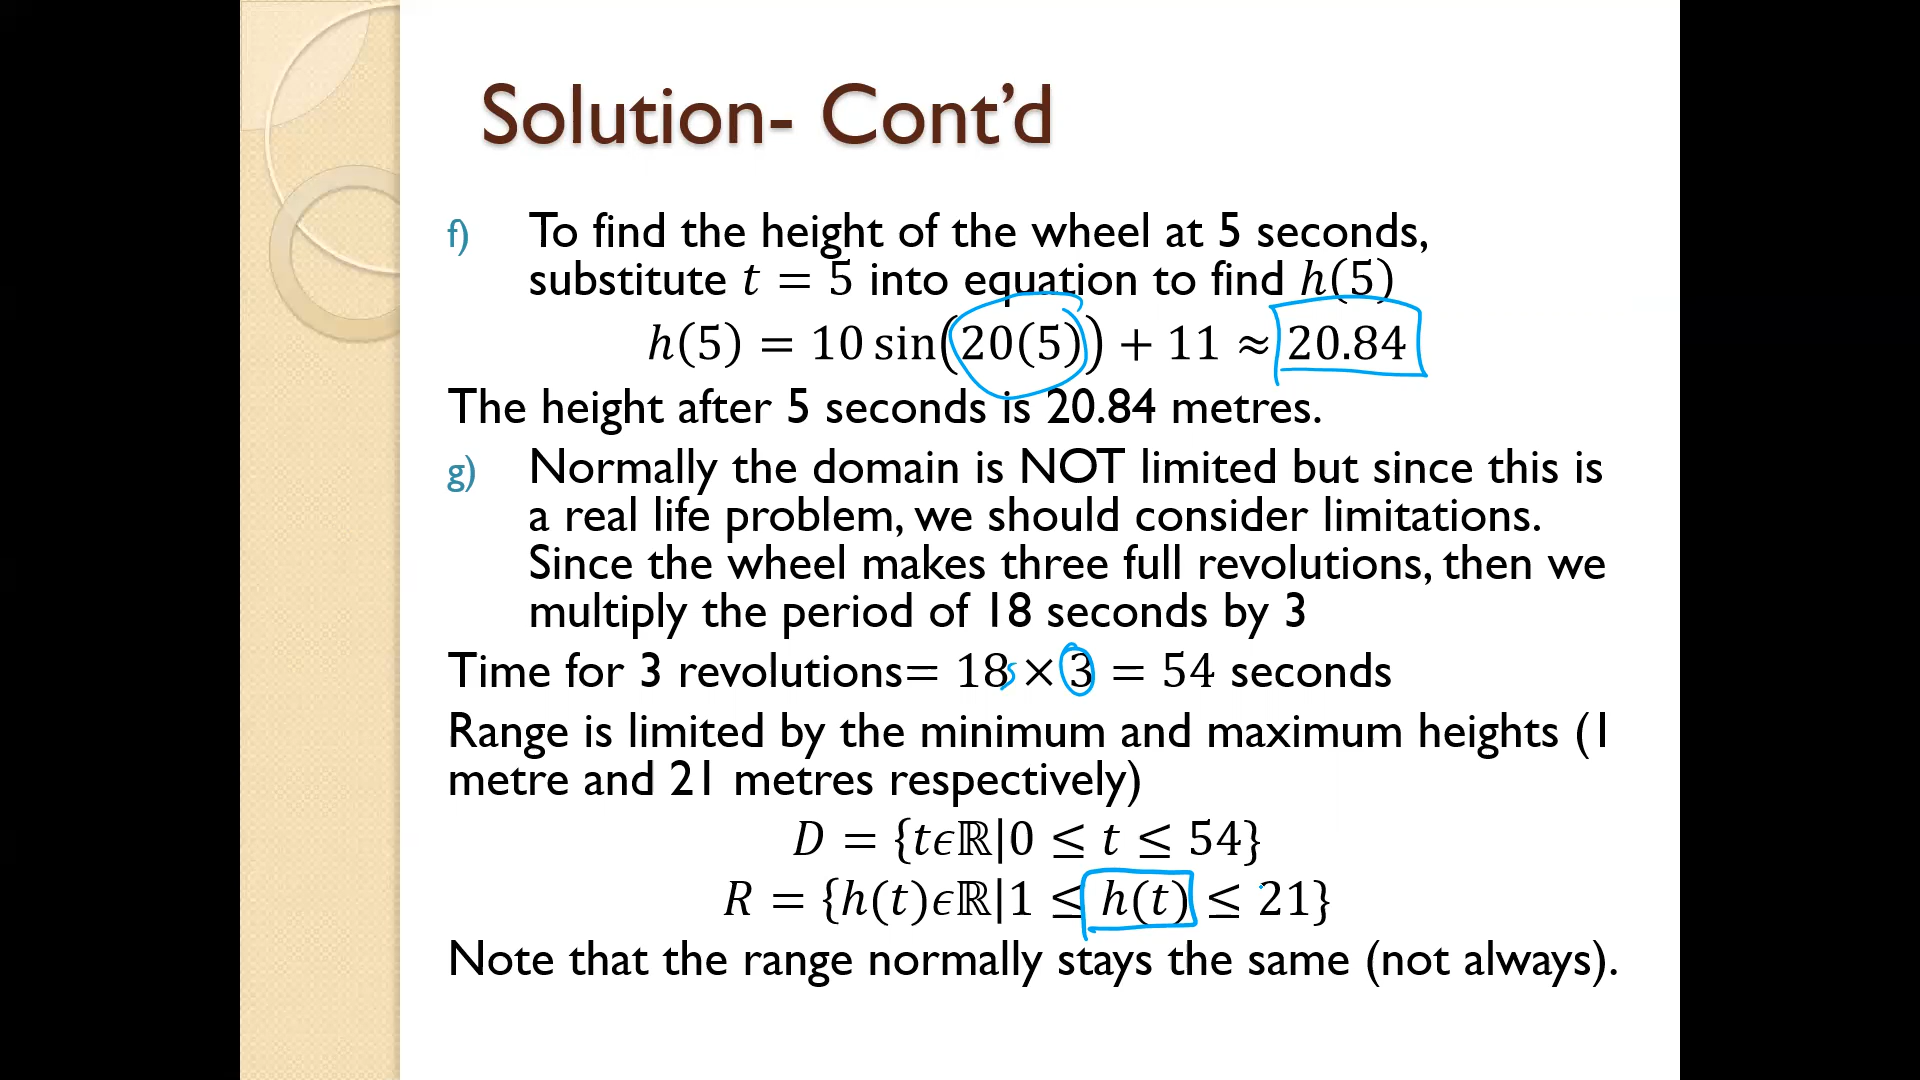 Solution- Cont’d
f) To find the height of the wheel at 5 seconds,
substitute 𝑡 = 5 into equation to find ℎ(5)
ℎ(5) = 10 sin(20(5)) + 11 ≈ 20.84
The height after 5 seconds is 20.84 metres.
g) Normally the domain is NOT limited but since this is
a real life problem, we should consider limitations.
Since the wheel makes three full revolutions, then we
multiply the period of 18 seconds by 3
Time for 3 revolutions= 18 s × 3 = 54 seconds
Range is limited by the minimum and maximum heights (1
metre and 21 metres respectively)
𝐷 = {𝑡𝜖ℝ|0 ≤ 𝑡 ≤ 54}
𝑅 = {ℎ(𝑡)𝜖ℝ|1 ≤ ℎ(𝑡) ≤ 21}
Note that the range normally stays the same (not always).